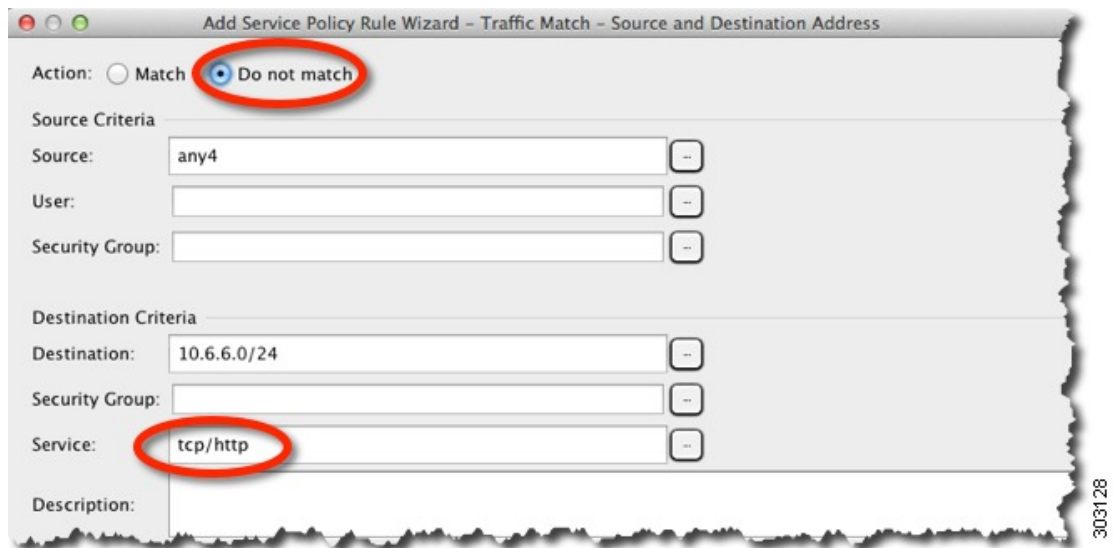 Add Service Policy Rule Wizard – Traffic Match – Source and Destination Address
Action: Match Do not match
Source Criteria
Source: any4
User:
Security Group:
Destination Criteria
Destination: 10.6.6.0/24
Security Group:
Service: tcp/http
Description:
303128